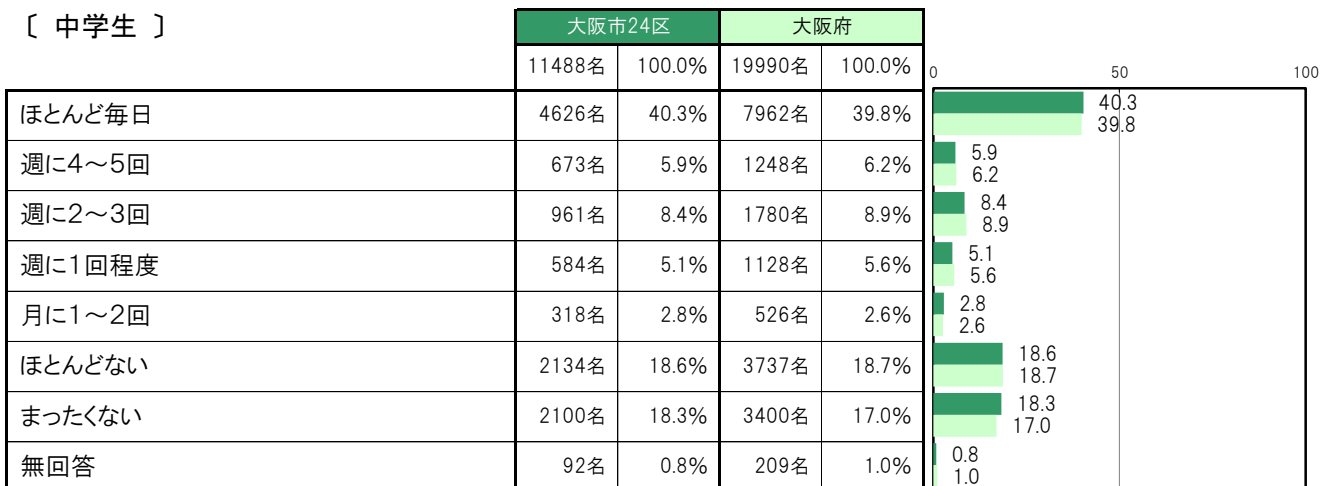 〔 中学生 〕
大阪市24区 大阪府
11488名 100.0% 19990名 100.0%
0 50 100
ほとんど毎日 4626名 40.3% 7962名 39.8% 40.3
39.8
週に4～5回 673名 5.9% 1248名 6.2% 5.9
6.2
週に2～3回 961名 8.4% 1780名 8.9% 8.4
8.9
週に1回程度 584名 5.1% 1128名 5.6% 5.1
5.6
月に1～2回 318名 2.8% 526名 2.6% 2.8
2.6
ほとんどない 2134名 18.6% 3737名 18.7% 18.6
18.7
まったくない 2100名 18.3% 3400名 17.0% 18.3
17.0
無回答 92名 0.8% 209名 1.0% 0.8
1.0